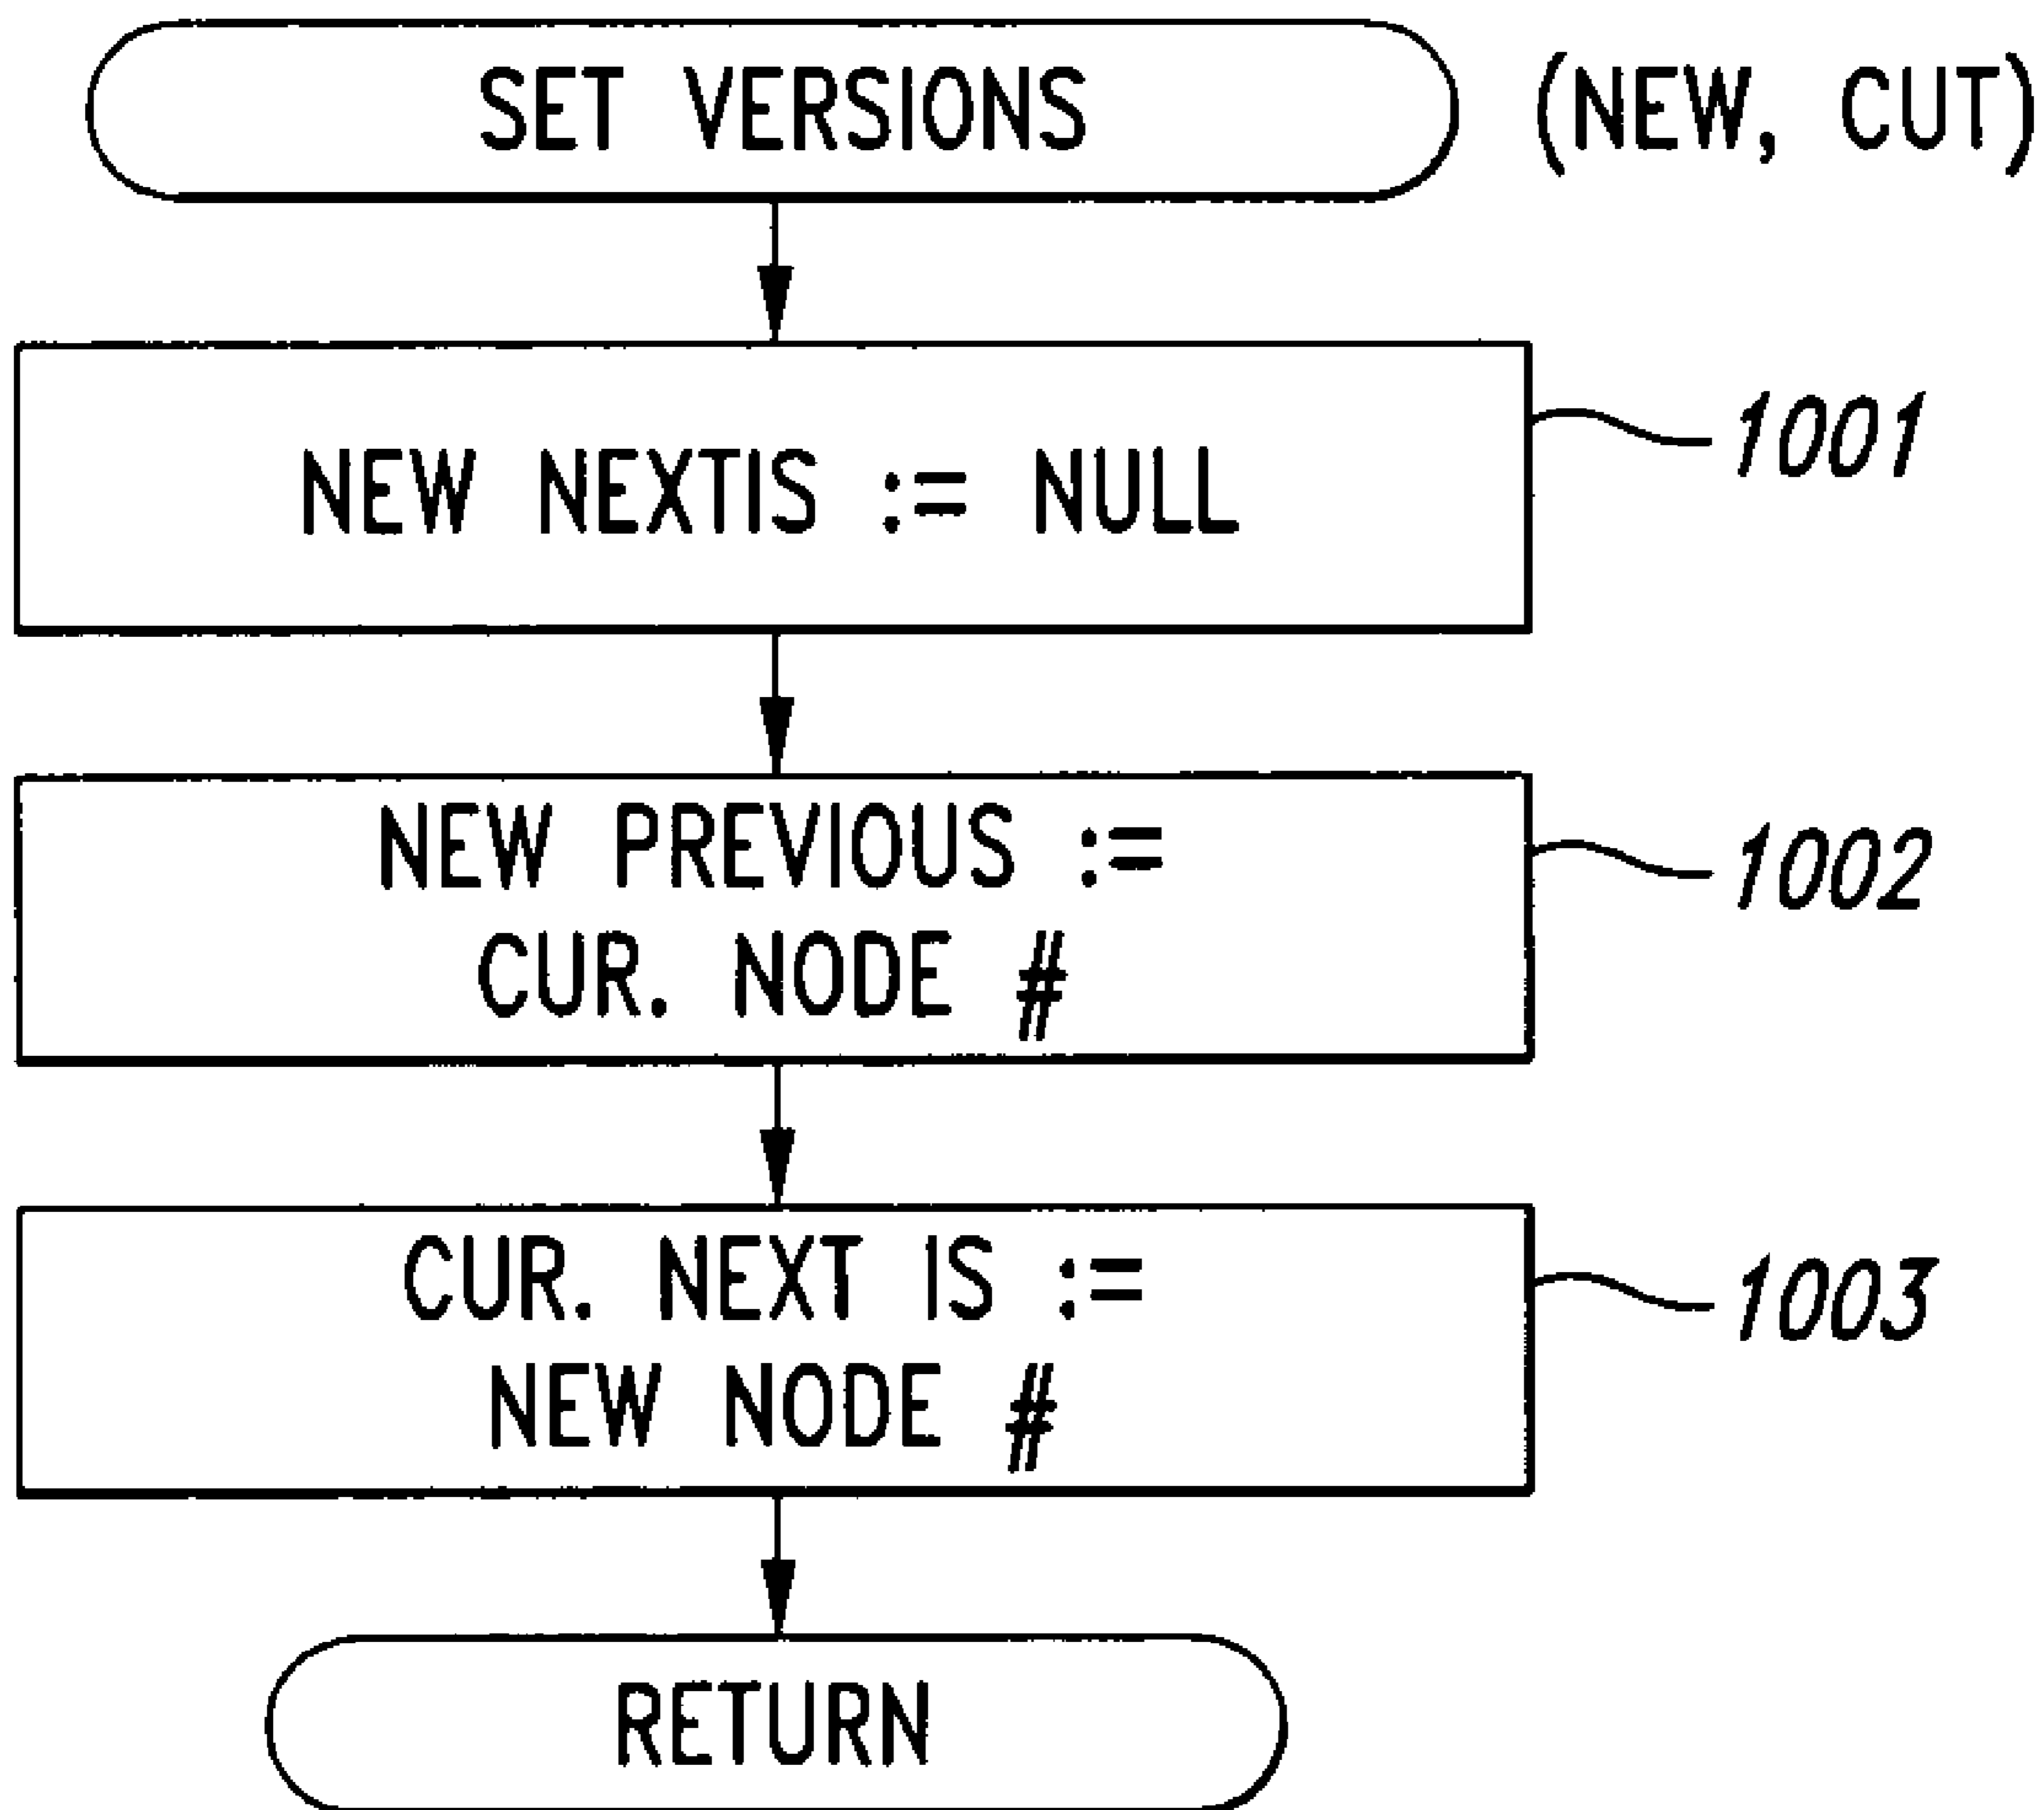 SET VERSIONS
(NEW, CUT)
NEW NEXTIS := NULL
1001
NEW PREVIOUS :=
CUR. NODE #
1002
CUR. NEXT IS :=
NEW NODE #
1003
RETURN